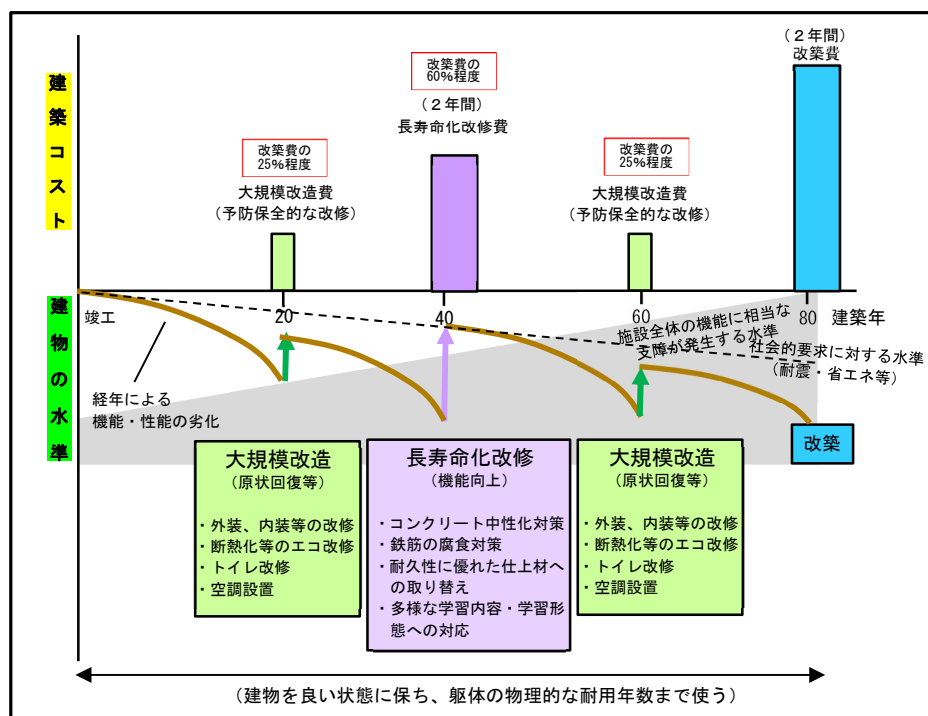 建築コスト
（２年間）
改築費
改築費の
60%程度
（２年間）
長寿命化改修費
改築費の
25%程度
大規模改造費
（予防保全的な改修）
改築費の
25%程度
大規模改造費
（予防保全的な改修）
建物の水準
竣工
20
40
60
80
建築年
施設全体の機能に相当な
支障が発生する水準
社会的要求に対する水準
（耐震・省エネ等）
経年による
機能・性能の劣化
改築
大規模改造
（原状回復等）
・外装、内装等の改修
・断熱化等のエコ改修
・トイレ改修
・空調設置
長寿命化改修
（機能向上）
・コンクリート中性化対策
・鉄筋の腐食対策
・耐久性に優れた仕上材へ
の取り替え
・多様な学習内容・学習形
態への対応
大規模改造
（原状回復等）
・外装、内装等の改修
・断熱化等のエコ改修
・トイレ改修
・空調設置
（建物を良い状態に保ち、躯体の物理的な耐用年数まで使う）